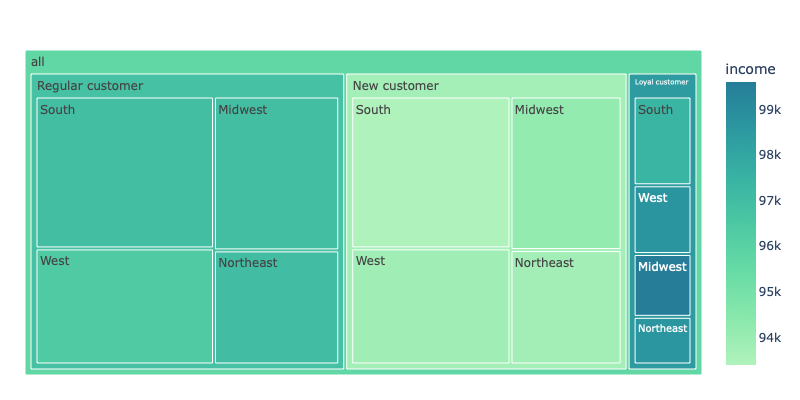 all
Regular customer
South
Midwest
West
Northeast
New customer
South
Midwest
West
Northeast
Loyal customer
South
West
Midwest
Northeast
income
99k
98k
97k
96k
95k
94k